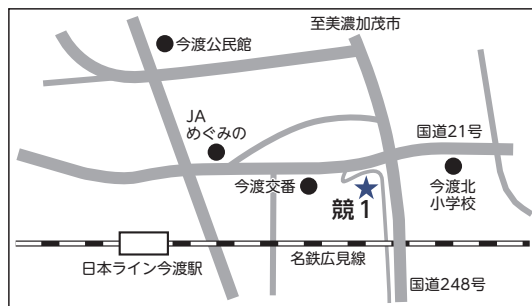 今渡公民館
至美濃加茂市
JA
めぐみの
国道21号
今渡交番
競1
今渡北
小学校
日本ライン今渡駅
名鉄広見線
国道248号